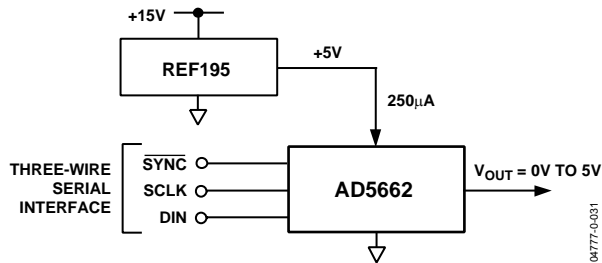 +15V
REF195
+5V
250µA
THREE-WIRE
SERIAL
INTERFACE
SYNC
SCLK
DIN
AD5662
VOUT = 0V TO 5V
04777-0-031